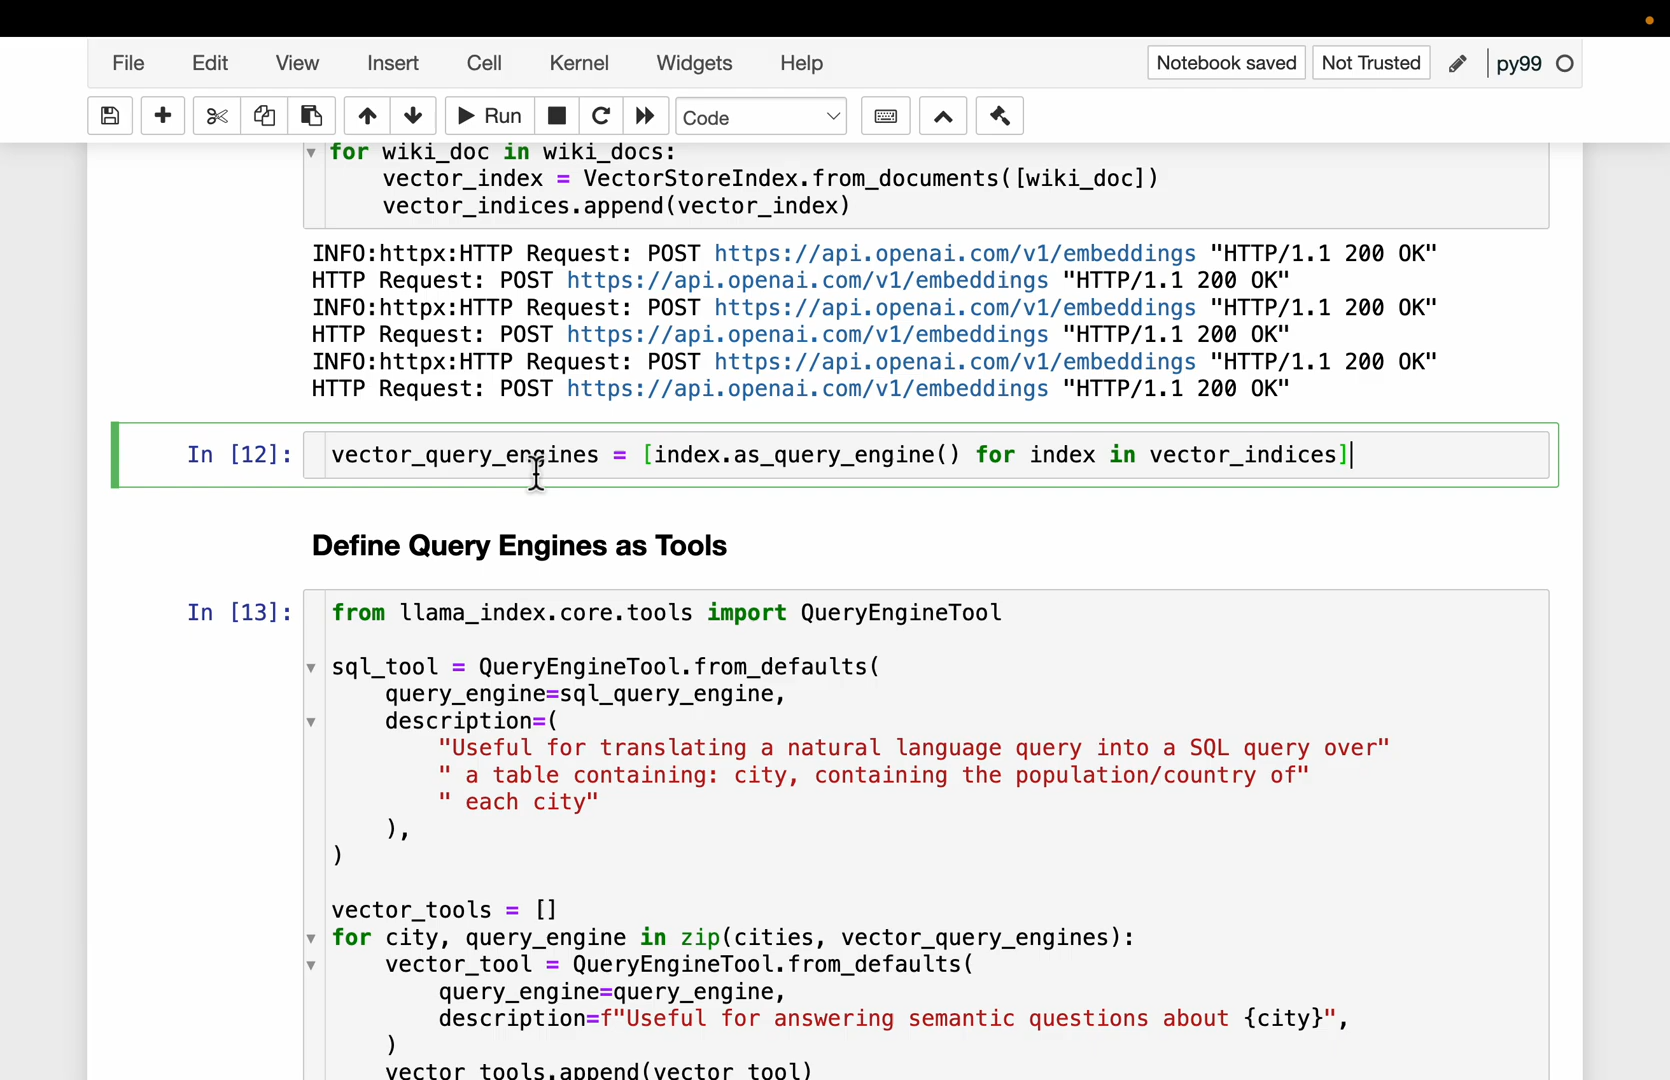 File Edit View Insert Cell Kernel Widgets Help Notebook saved Not Trusted py99
Run Code
for wiki_doc in wiki_docs:
    vector_index = VectorStoreIndex.from_documents([wiki_doc])
    vector_indices.append(vector_index)
INFO:httpx:HTTP Request: POST https://api.openai.com/v1/embeddings "HTTP/1.1 200 OK"
HTTP Request: POST https://api.openai.com/v1/embeddings "HTTP/1.1 200 OK"
INFO:httpx:HTTP Request: POST https://api.openai.com/v1/embeddings "HTTP/1.1 200 OK"
HTTP Request: POST https://api.openai.com/v1/embeddings "HTTP/1.1 200 OK"
INFO:httpx:HTTP Request: POST https://api.openai.com/v1/embeddings "HTTP/1.1 200 OK"
HTTP Request: POST https://api.openai.com/v1/embeddings "HTTP/1.1 200 OK"
In [12]: vector_query_engines = [index.as_query_engine() for index in vector_indices]
Define Query Engines as Tools
In [13]: from llama_index.core.tools import QueryEngineTool
sql_tool = QueryEngineTool.from_defaults(
    query_engine=sql_query_engine,
    description=(
        "Useful for translating a natural language query into a SQL query over"
        " a table containing: city, containing the population/country of"
        " each city"
    ),
)
vector_tools = []
for city, query_engine in zip(cities, vector_query_engines):
    vector_tool = QueryEngineTool.from_defaults(
        query_engine=query_engine,
        description=f"Useful for answering semantic questions about {city}",
    )
    vector_tools.append(vector_tool)